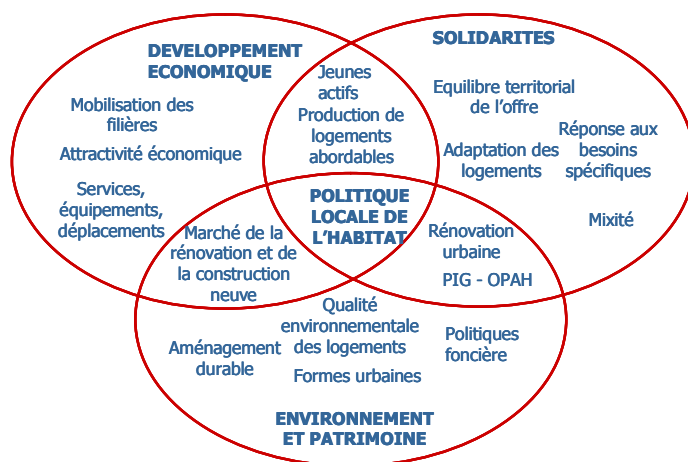 DEVELOPPEMENT
ECONOMIQUE
Mobilisation des
filières
Attractivité économique
Services,
équipements,
déplacements
Jeunes
actifs
Production de
logements
abordables
SOLIDARITES
Equilibre territorial
de l'offre
Réponse aux
besoins
spécifiques
Adaptation des
logements
Mixité
POLITIQUE
LOCALE DE
L'HABITAT
Marché de la
rénovation et de
la construction
neuve
Rénovation
urbaine
PIG - OPAH
Qualité
environnementale
des logements
Aménagement
durable
Formes urbaines
Politiques
foncière
ENVIRONNEMENT
ET PATRIMOINE